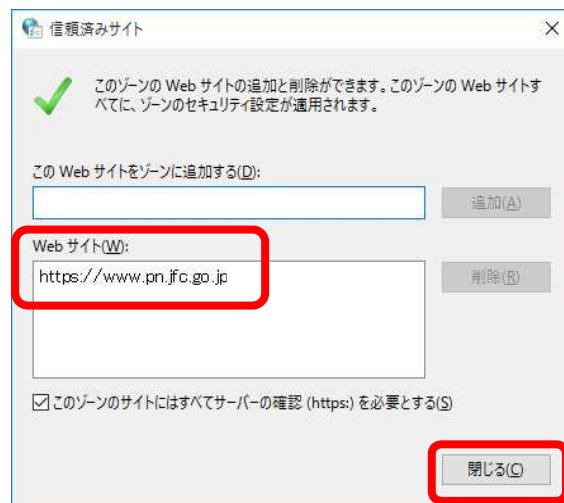 信頼済みサイト
このゾーンの Web サイトの追加と削除ができます。このゾーンの Web サイトす
べてに、ゾーンのセキュリティ設定が適用されます。
この Web サイトをゾーンに追加する(D):
追加(A)
Web サイト(W):
https://www.pn.jfc.go.jp
削除(R)
このゾーンのサイトにはすべてサーバーの確認 (https:) を必要とする(S)
閉じる(C)